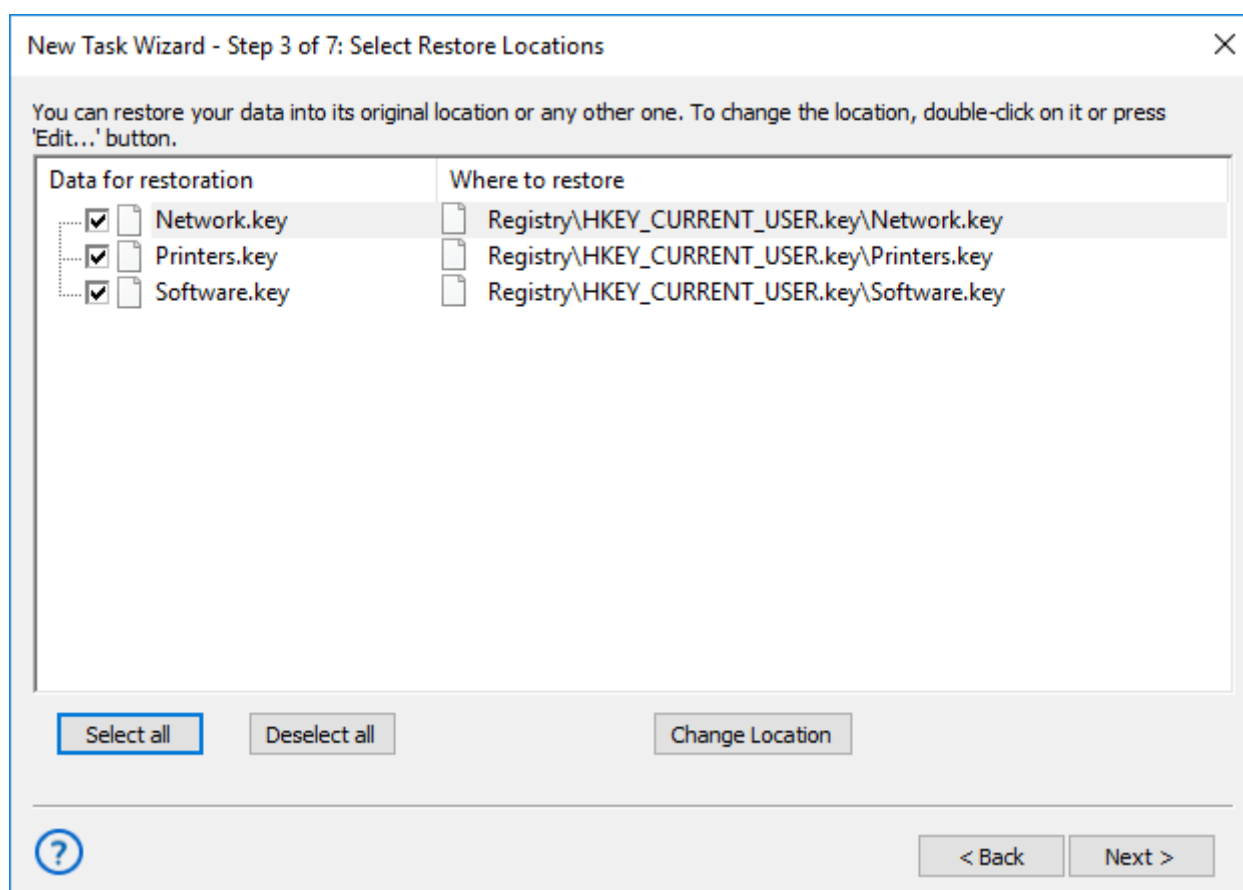 New Task Wizard - Step 3 of 7: Select Restore Locations
You can restore your data into its original location or any other one. To change the location, double-click on it or press
'Edit...' button.
Data for restoration Where to restore
Network.key Registry\HKEY_CURRENT_USER.key\Network.key
Printers.key Registry\HKEY_CURRENT_USER.key\Printers.key
Software.key Registry\HKEY_CURRENT_USER.key\Software.key
Select all Deselect all Change Location
? < Back Next >